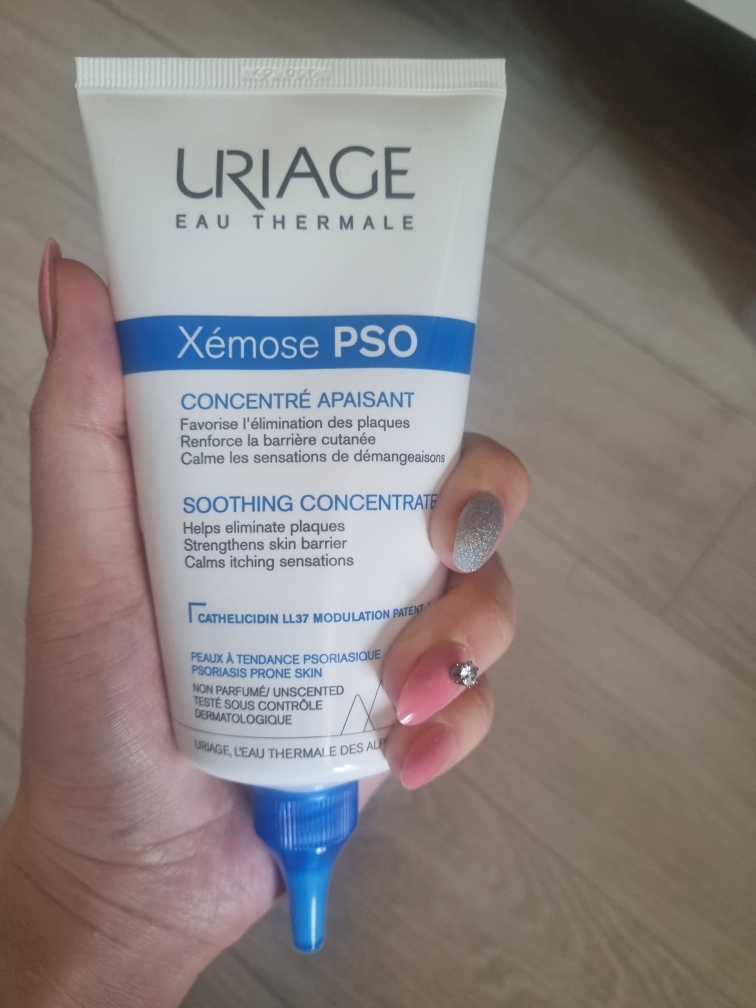 URIAGE
EAU THERMALE
Xémose PSO
CONCENTRÉ APAISANT
Favorise l'élimination des plaques
Renforce la barrière cutanée
Calme les sensations de démangeaisons
SOOTHING CONCENTRATE
Helps eliminate plaques
Strengthens skin barrier
Calms itching sensations
CATHELICIDIN LL37 MODULATION PATENT
PEAUX À TENDANCE PSORIASIQUE
PSORIASIS PRONE SKIN
NON PARFUMÉ/ UNSCENTED
TESTÉ SOUS CONTRÔLE
DERMATOLOGIQUE
URIAGE, L'EAU THERMALE DES